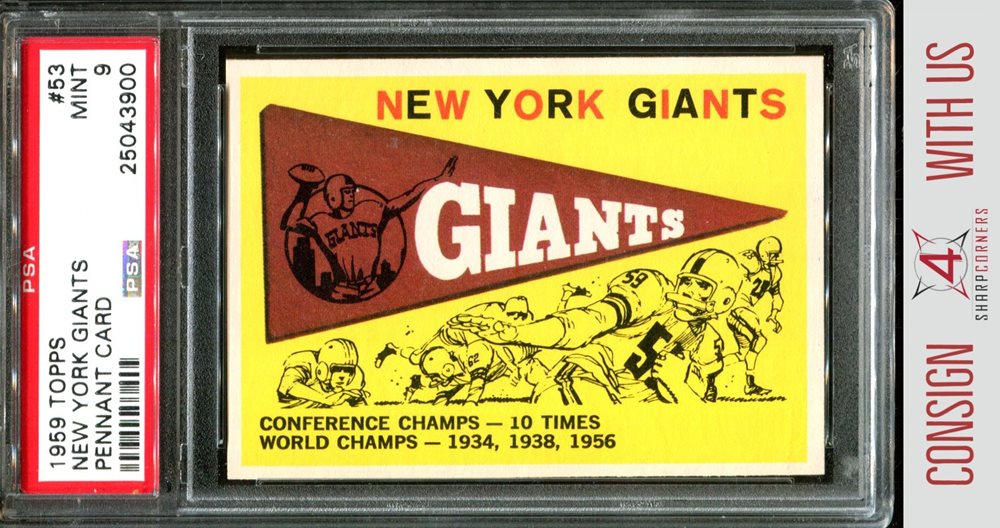 1959 TOPPS #53
NEW YORK GIANTS MINT
PENNANT CARD 9
PSA 25043900
PSA
NEW YORK GIANTS
GIANTS
GIANTS
59
62
5
20
CONFERENCE CHAMPS — 10 TIMES
WORLD CHAMPS — 1934, 1938, 1956
CONSIGN WITH US
4
SHARPCORNERS